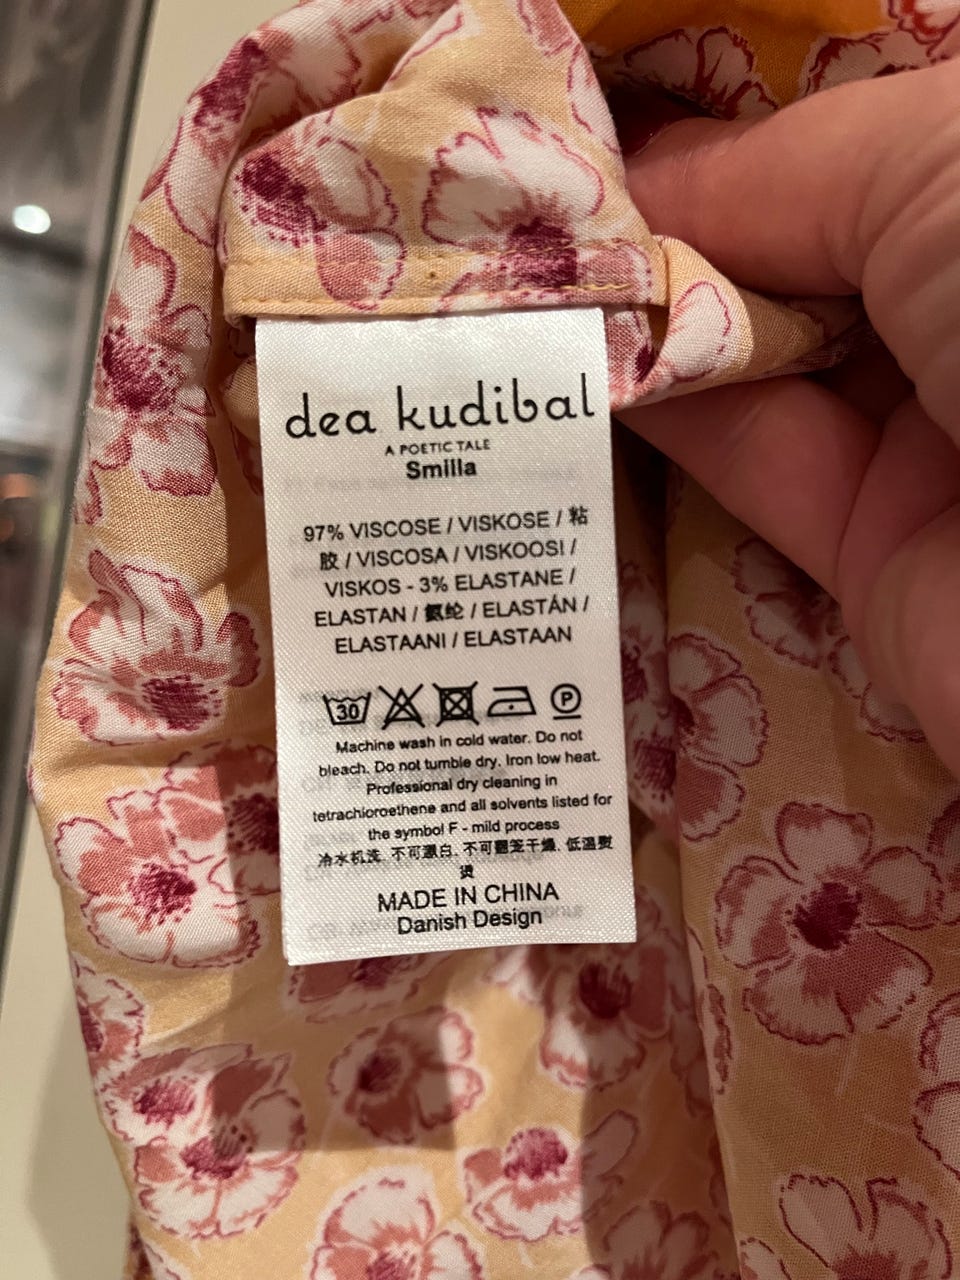 dea kudibal
A POETIC TALE
Smilla
97% VISCOSE / VISKOSE / 粘
胶 / VISCOSA / VISKOOSI /
VISKOS - 3% ELASTANE /
ELASTAN / 氨纶 / ELASTÁN /
ELASTAANI / ELASTAAN
30 P
Machine wash in cold water. Do not
bleach. Do not tumble dry. Iron low heat.
Professional dry cleaning in
tetrachloroethene and all solvents listed for
the symbol F - mild process
冷水机洗. 不可漂白. 不可翻笼干燥. 低温熨
烫
MADE IN CHINA
Danish Design